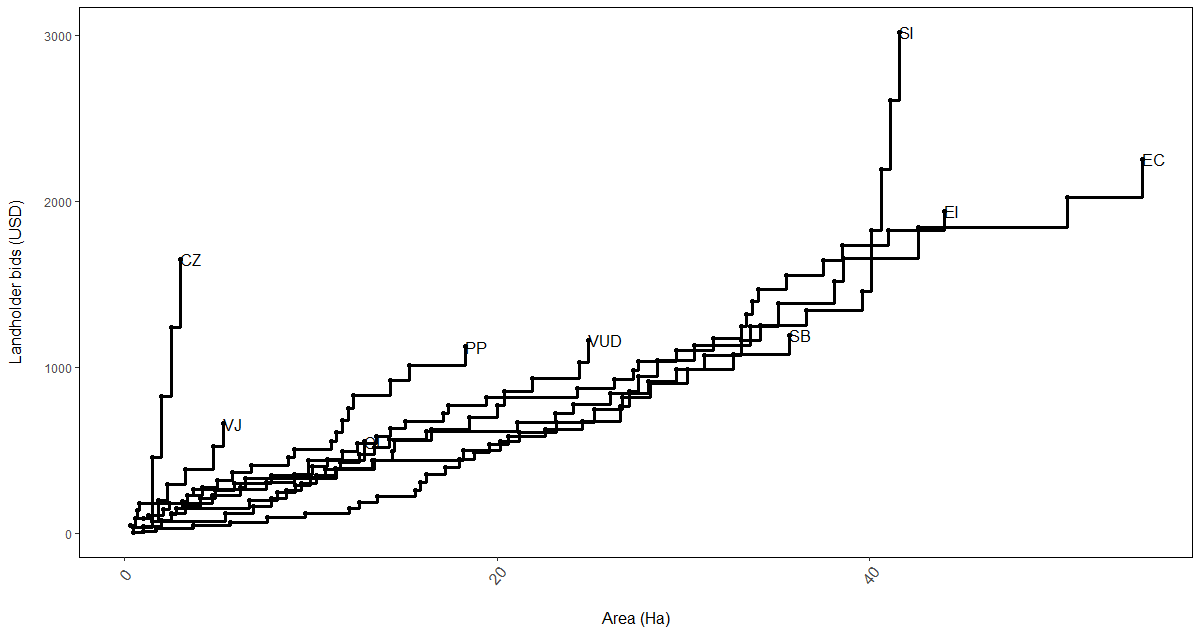 3000
2000
1000
0
Landholder bids (USD)
SI
EC
EI
CZ
VUD
SB
PP
VJ
0
20
40
Area (Ha)